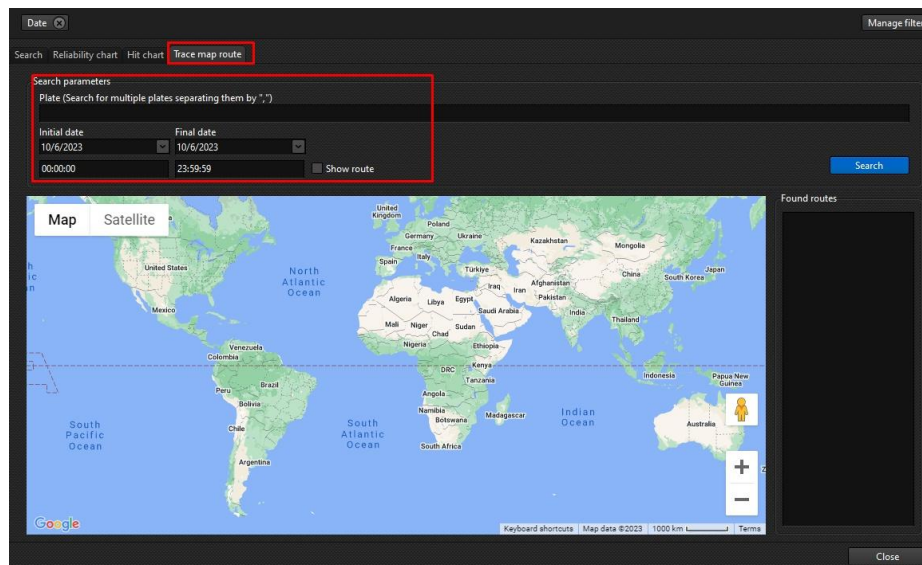 Date
Manage filter
Search Reliability chart Hit chart Trace map route
Search parameters
Plate (Search for multiple plates separating them by ",")
Initial date Final date
10/6/2023 10/6/2023
00:00:00 23:59:59 Show route
Search
Found routes
Map Satellite
United Kingdom
Poland
Germany Ukraine
Kazakhstan
Mongolia
France
Italy
Spain
Türkiye
United States
North Atlantic Ocean
China
Japan
South Korea
Iraq
Iran
Afghanistan
Pakistan
Algeria Libya Egypt
Saudi Arabia
India
Thailand
Mexico
Mali Niger
Chad
Sudan
Nigeria
Ethiopia
Venezuela
Colombia
DRC
Kenya
Tanzania
Indonesia
Papua New Guinea
Peru
Brazil
Angola
Bolivia
Namibia
Botswana
Madagascar
Indian Ocean
Australia
South Pacific Ocean
Chile
South Atlantic Ocean
South Africa
Argentina
Google
Keyboard shortcuts Map data ©2023 1000 km Terms
Close